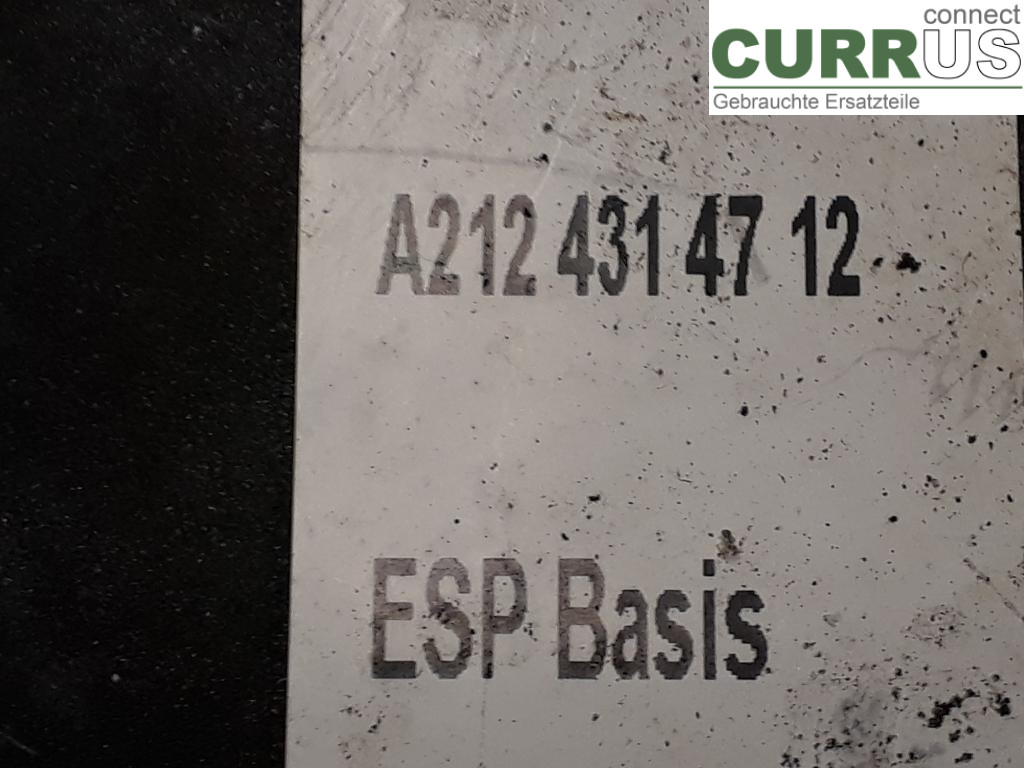 connect
CURRUS
Gebrauchte Ersatzteile
A212 431 47 12
ESP Basis